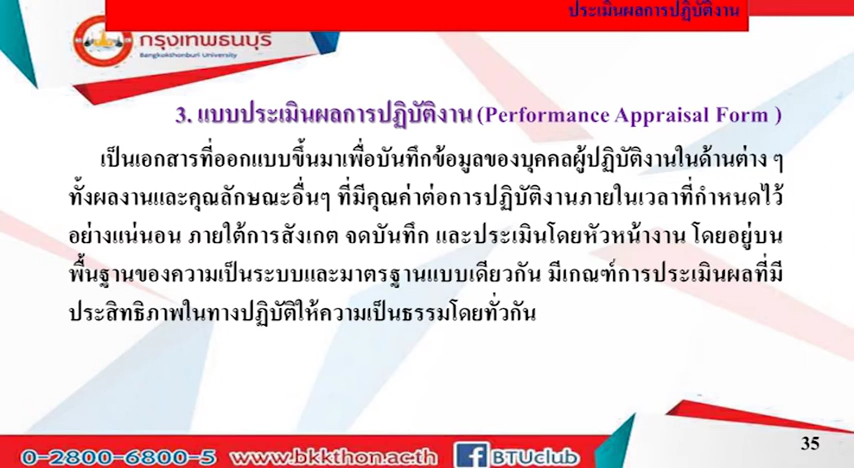 ประเมินผลการปฏิบัติงาน
กรุงเทพธนบุรี
Bangkokthonburi University
3. แบบประเมินผลการปฏิบัติงาน (Performance Appraisal Form )
เป็นเอกสารที่ออกแบบขึ้นมาเพื่อบันทึกข้อมูลของบุคคลผู้ปฏิบัติงานในด้านต่าง ๆ
ทั้งผลงานและคุณลักษณะอื่นๆ ที่มีคุณค่าต่อการปฏิบัติงานภายในเวลาที่กำหนดไว้
อย่างแน่นอน ภายใต้การสังเกต จดบันทึก และประเมินโดยหัวหน้างาน โดยอยู่บน
พื้นฐานของความเป็นระบบและมาตรฐานแบบเดียวกัน มีเกณฑ์การประเมินผลที่มี
ประสิทธิภาพในทางปฏิบัติให้ความเป็นธรรมโดยทั่วกัน
35
0-2800-6800-5 www.bkkthon.ac.th f BTUclub